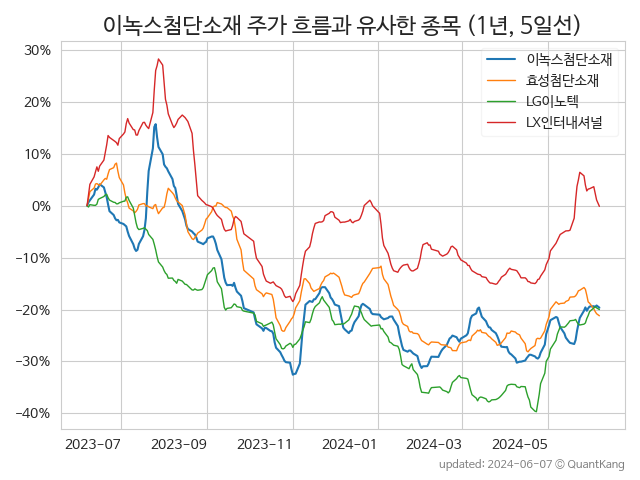 이녹스첨단소재 주가 흐름과 유사한 종목 (1년, 5일선)
30%
20%
10%
0%
−10%
−20%
−30%
−40%
이녹스첨단소재
효성첨단소재
LG이노텍
LX인터내셔널
2023-07 2023-09 2023-11 2024-01 2024-03 2024-05
updated: 2024-06-07 © QuantKang